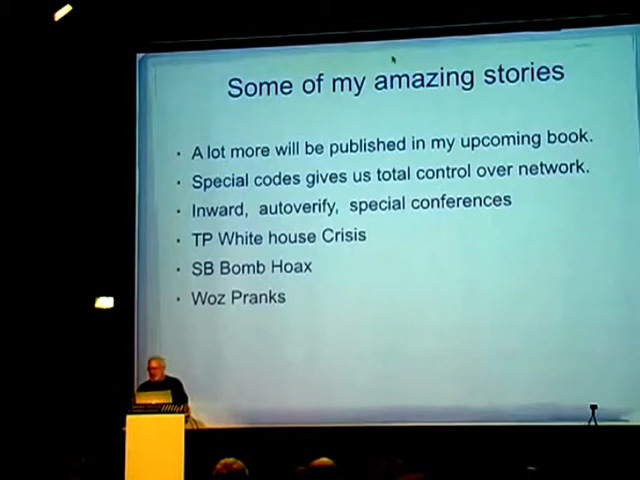 Some of my amazing stories
· A lot more will be published in my upcoming book.
· Special codes gives us total control over network.
· Inward, autoverify, special conferences
· TP White house Crisis
· SB Bomb Hoax
· Woz Pranks